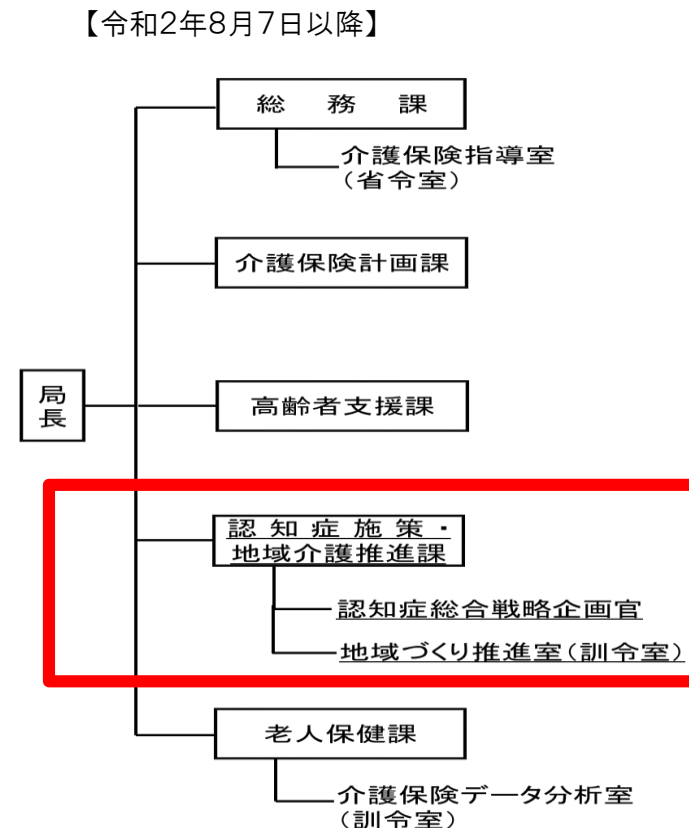 【令和2年8月7日以降】
総務課
介護保険指導室
(省令室)
介護保険計画課
局長
高齢者支援課
認知症施策・
地域介護推進課
認知症総合戦略企画官
地域づくり推進室(訓令室)
老人保健課
介護保険データ分析室
(訓令室)